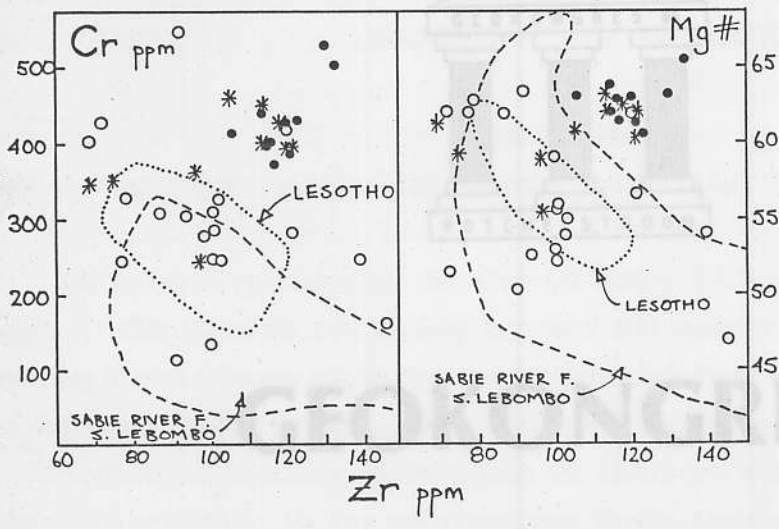 Cr ppm
Mg#
500
400
300
200
100
65
60
55
50
45
LESOTHO
LESOTHO
SABIE RIVER F.
S. LEBOMBO
SABIE RIVER F.
S. LEBOMBO
60
80
100
120
140
80
100
120
140
Zr ppm
GEOKONGRE